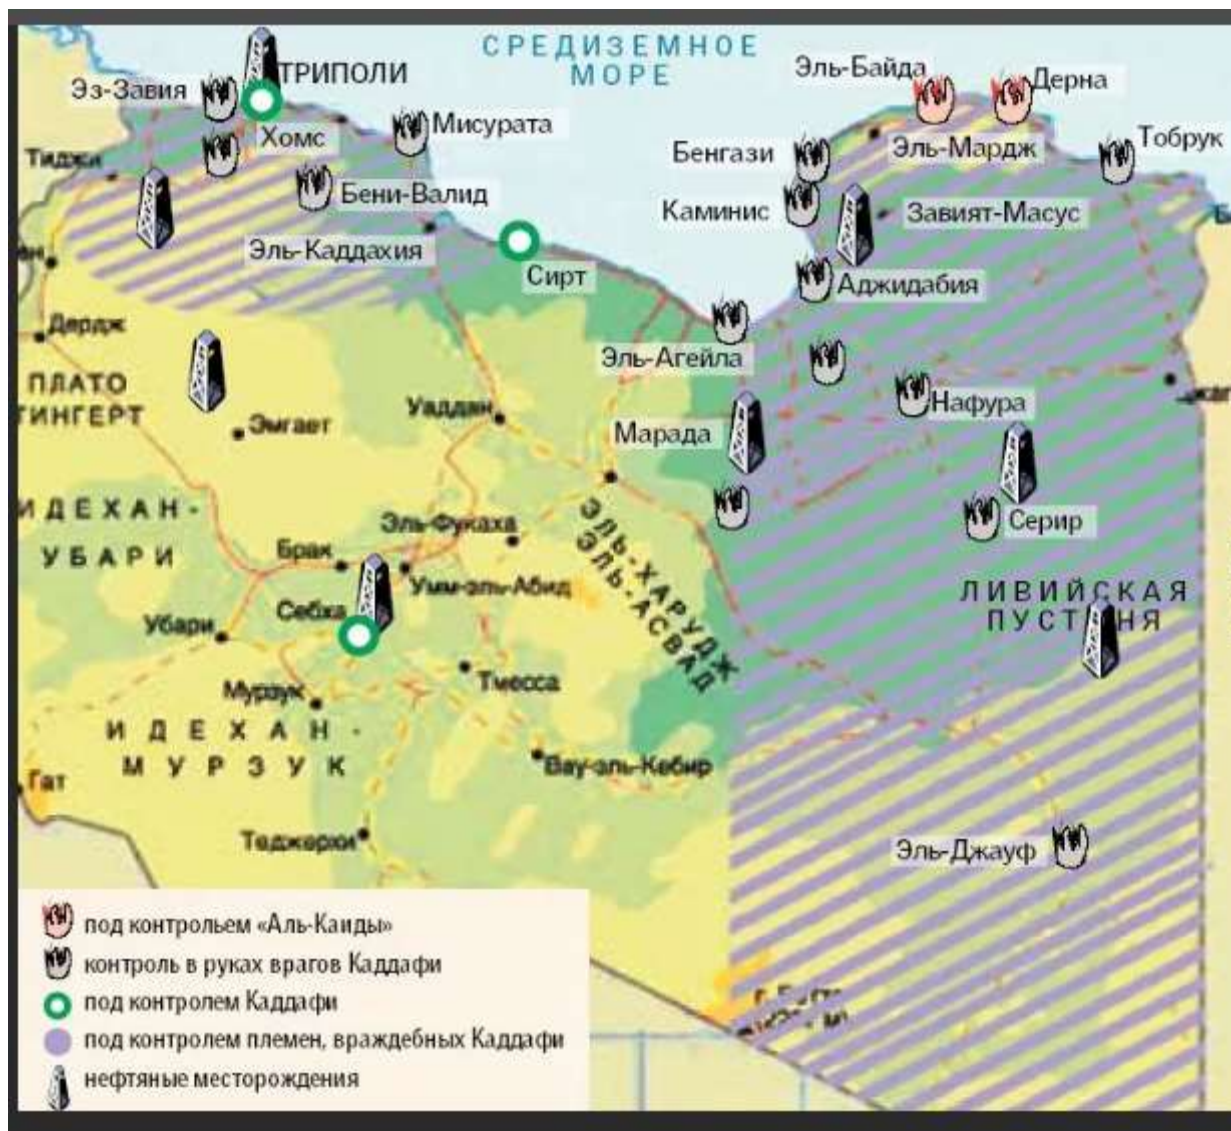 СРЕДИЗЕМНОЕ
МОРЕ
ТРИПОЛИ
Эз-Завия
Хомс
Мисурата
Тиджи
Бени-Валид
Эль-Каддахия
Сирт
Эль-Байда
Дерна
Бенгази
Эль-Мардж
Тобрук
Каминис
Завият-Масус
Аджидабия
Эль-Агейла
Дердж
ПЛАТО
ТИНГЕРТ
Эмгает
Уаддан
Нафура
Марада
Серир
ИДЕХАН-
УБАРИ
Эль-Фукаха
Брак
Умм-эль-Абид
Себха
Убари
ЭЛЬ-ХАРУДЖ
ЭЛЬ-АСВАД
ЛИВИЙСКАЯ
ПУСТ НЯ
Тмесса
Мурзук
ИДЕХАН-
МУРЗУК
Вау-эль-Кебир
Гат
Теджерхи
Эль-Джауф
под контрольем «Аль-Каиды»
контроль в руках врагов Каддафи
под контролем Каддафи
под контролем племен, враждебных Каддафи
нефтяные месторождения